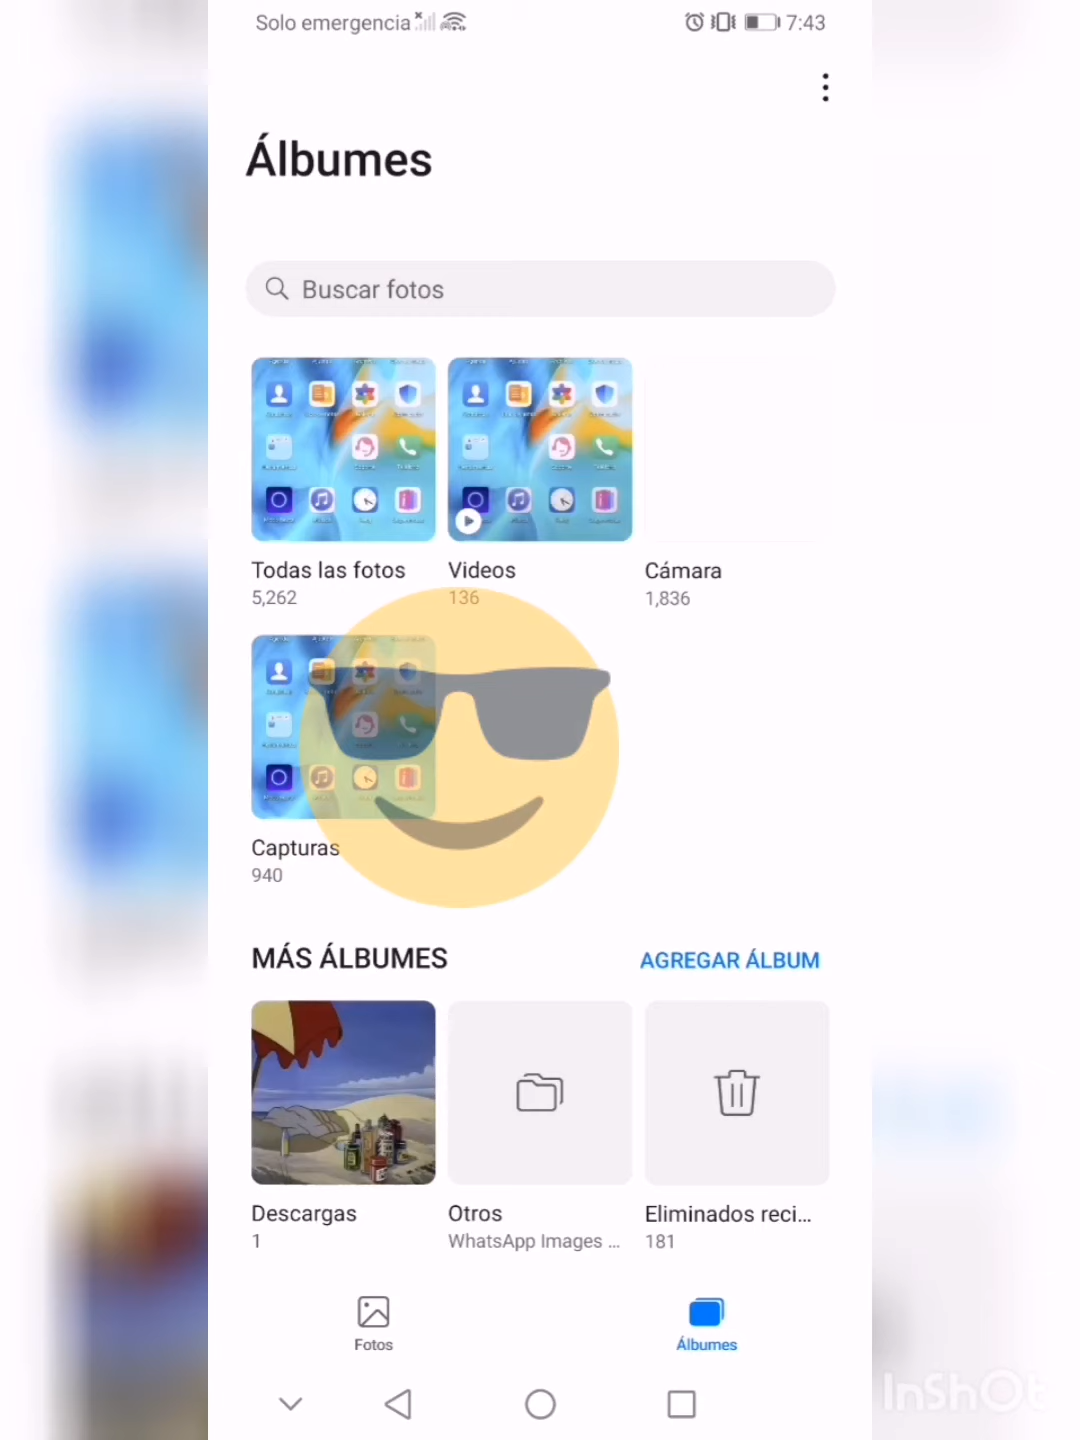 Solo emergencia
7:43
Álbumes
Buscar fotos
Todas las fotos
5,262
Videos
136
Cámara
1,836
Capturas
940
MÁS ÁLBUMES
AGREGAR ÁLBUM
Descargas
1
Otros
WhatsApp Images ...
Eliminados reci...
181
Fotos
Álbumes
InShOt